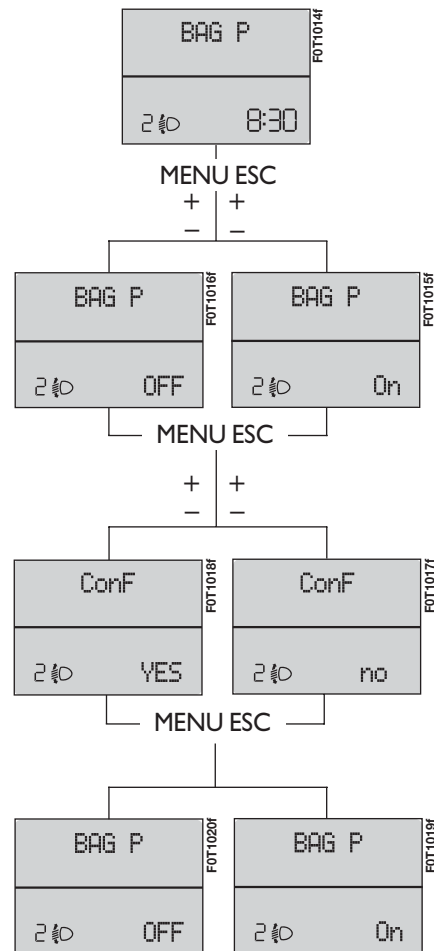 BAG P
F0T1014f
2 8:30
MENU ESC
+ +
– –
BAG P
F0T1016f
BAG P
F0T1015f
2 OFF
2 On
MENU ESC
+ +
– –
ConF
F0T1018f
ConF
F0T1017f
2 YES
2 no
MENU ESC
BAG P
F0T1020f
BAG P
F0T1019f
2 OFF
2 On